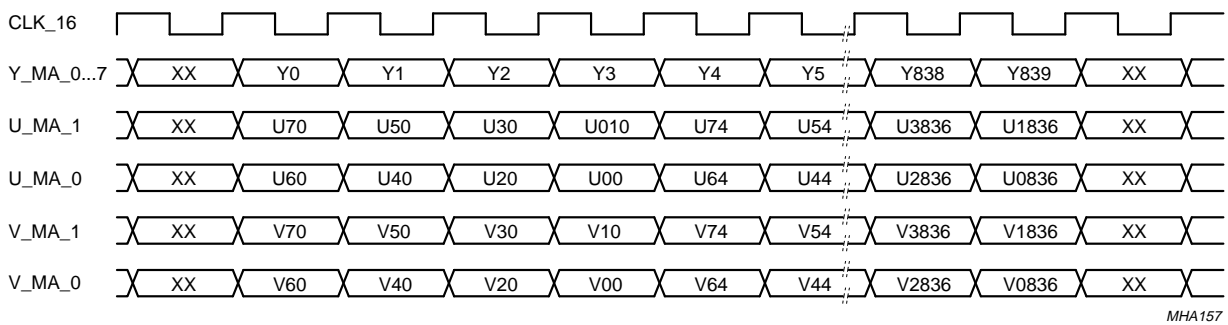 CLK_16
Y_MA_0...7 XX Y0 Y1 Y2 Y3 Y4 Y5 Y838 Y839 XX
U_MA_1 XX U70 U50 U30 U010 U74 U54 U3836 U1836 XX
U_MA_0 XX U60 U40 U20 U00 U64 U44 U2836 U0836 XX
V_MA_1 XX V70 V50 V30 V10 V74 V54 V3836 V1836 XX
V_MA_0 XX V60 V40 V20 V00 V64 V44 V2836 V0836 XX
MHA157